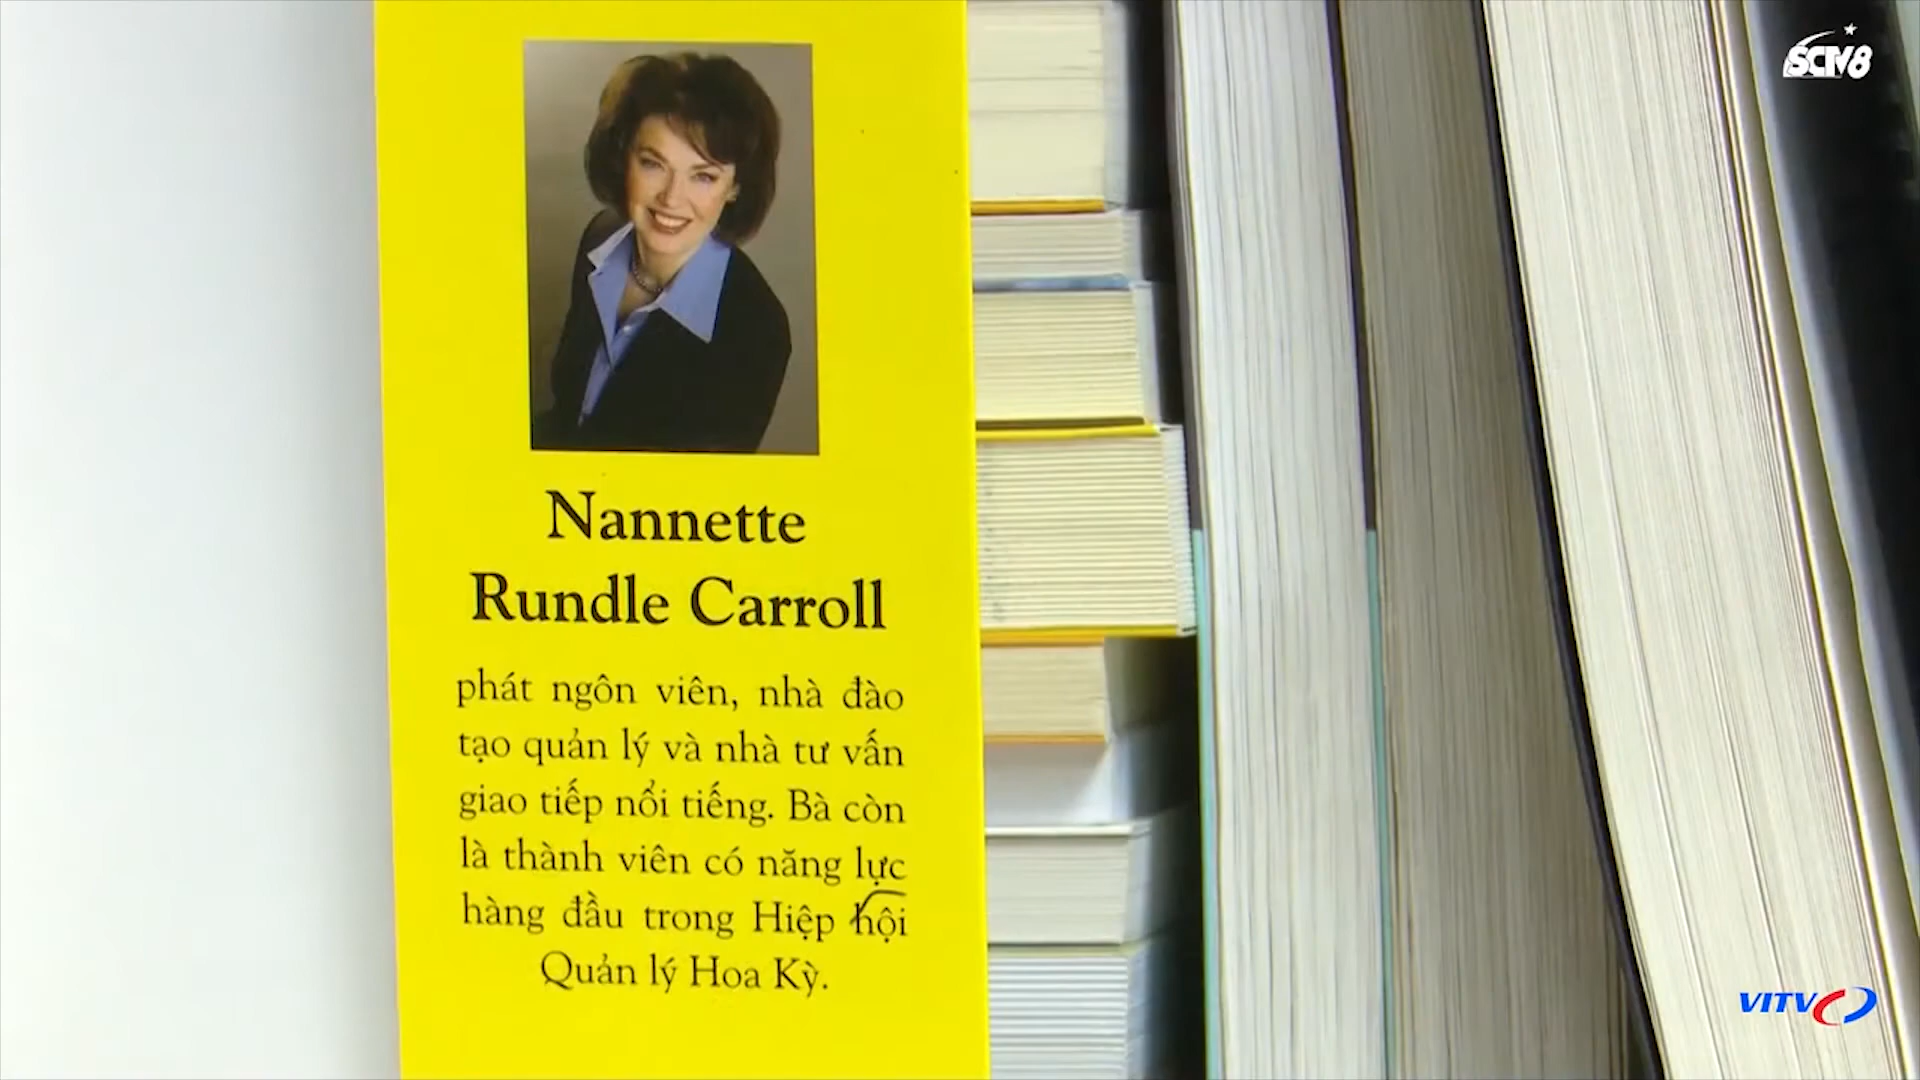 SCTV8
Nannette
Rundle Carroll
phát ngôn viên, nhà đào
tạo quản lý và nhà tư vấn
giao tiếp nổi tiếng. Bà còn
là thành viên có năng lực
hàng đầu trong Hiệp hội
Quản lý Hoa Kỳ.
VITV